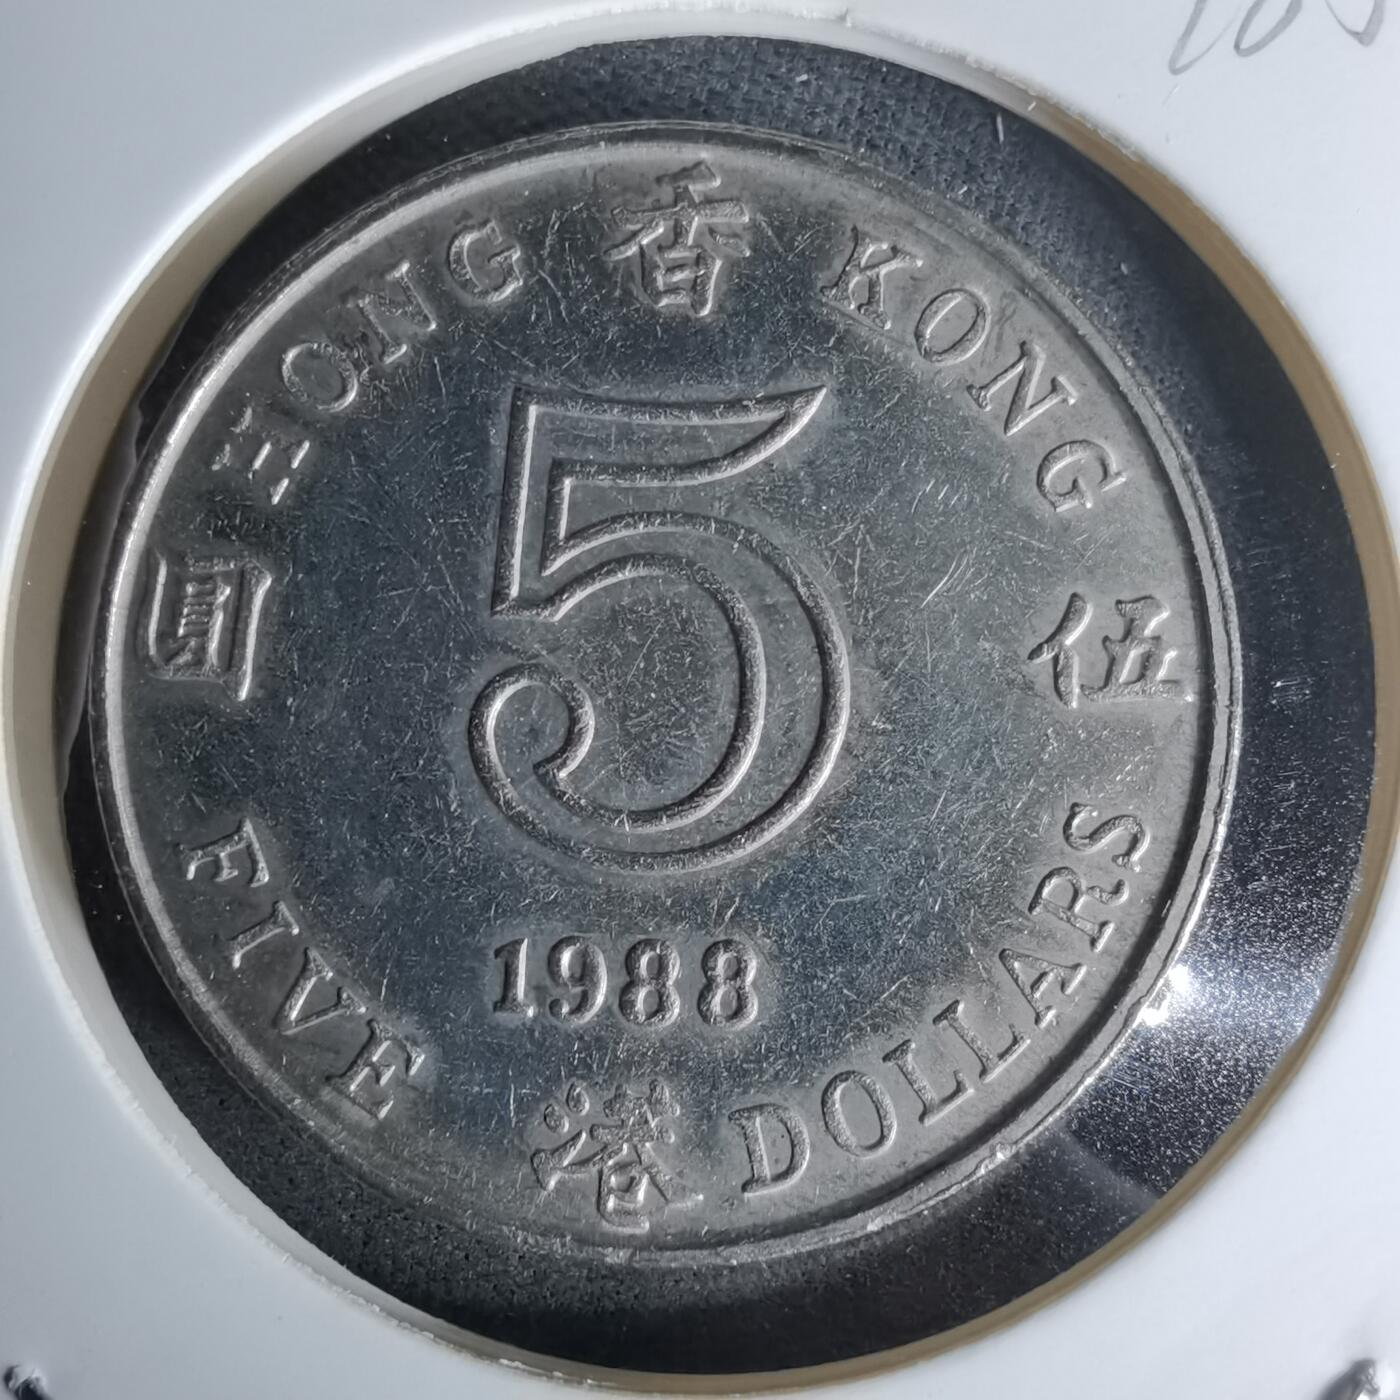 HONG 香 KONG
圓 5 伍
1988
FIVE 港 DOLLARS